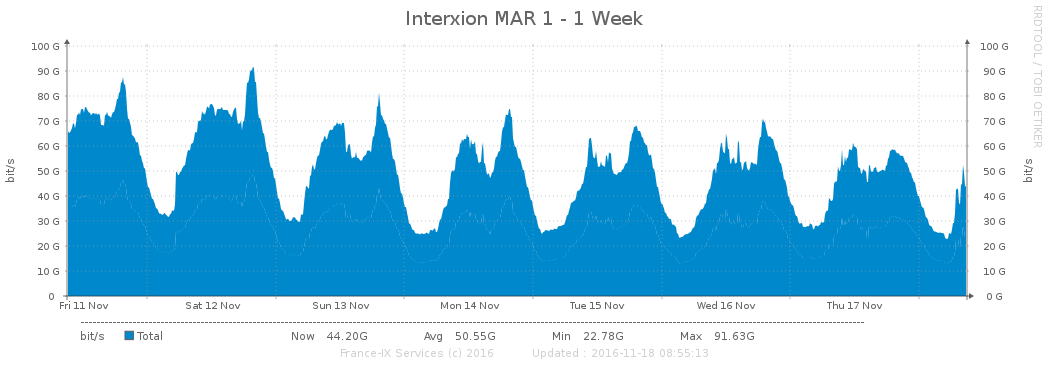 Interxion MAR 1 - 1 Week
RRDTOOL / TOBI OETIKER
bit/s
100 G 100 G
90 G 90 G
80 G 80 G
70 G 70 G
60 G 60 G
50 G 50 G
40 G 40 G
30 G 30 G
20 G 20 G
10 G 10 G
0 0 G
bit/s
Fri 11 Nov Sat 12 Nov Sun 13 Nov Mon 14 Nov Tue 15 Nov Wed 16 Nov Thu 17 Nov
bit/s Total Now 44.20G Avg 50.55G Min 22.78G Max 91.63G
France-IX Services (c) 2016 Updated : 2016-11-18 08:55:13